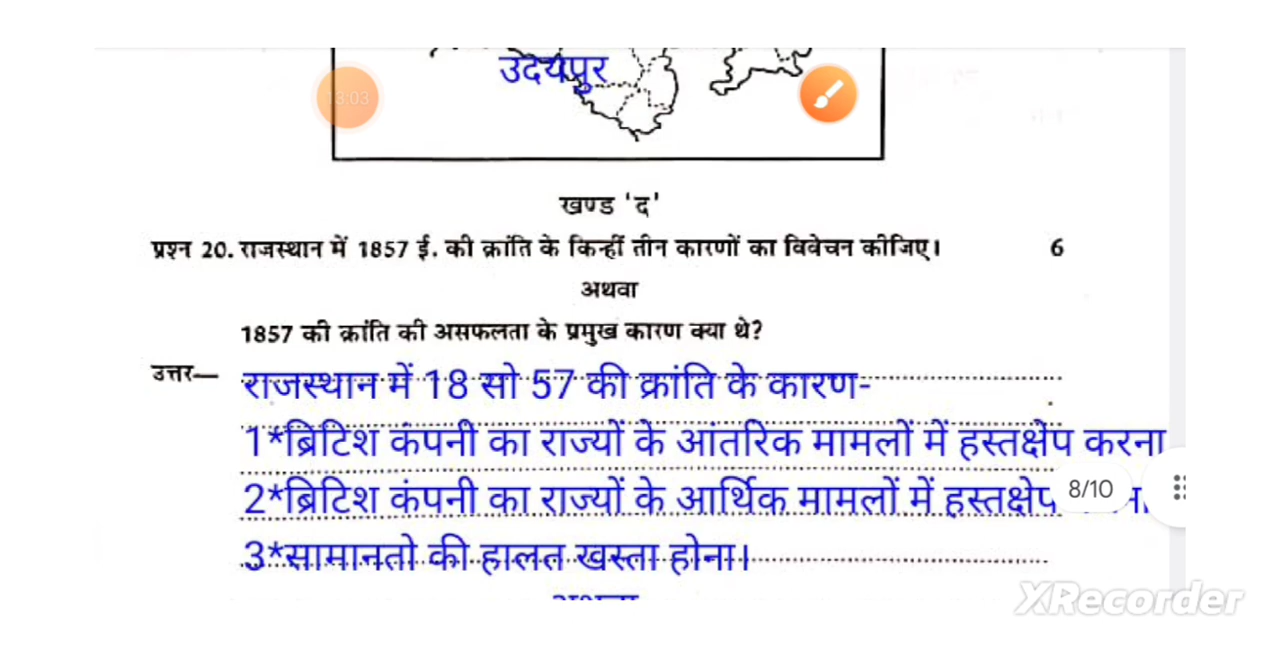 उदयपुर
13:03
खण्ड 'द'
प्रश्न 20. राजस्थान में 1857 ई. की क्रांति के किन्हीं तीन कारणों का विवेचन कीजिए। 6
अथवा
1857 की क्रांति की असफलता के प्रमुख कारण क्या थे?
उत्तर— राजस्थान में 18 सो 57 की क्रांति के कारण-
1*ब्रिटिश कंपनी का राज्यों के आंतरिक मामलों में हस्तक्षेप करना
2*ब्रिटिश कंपनी का राज्यों के आर्थिक मामलों में हस्तक्षेप
8/10
3*सामानतो की हालत खस्ता होना।
XRecorder